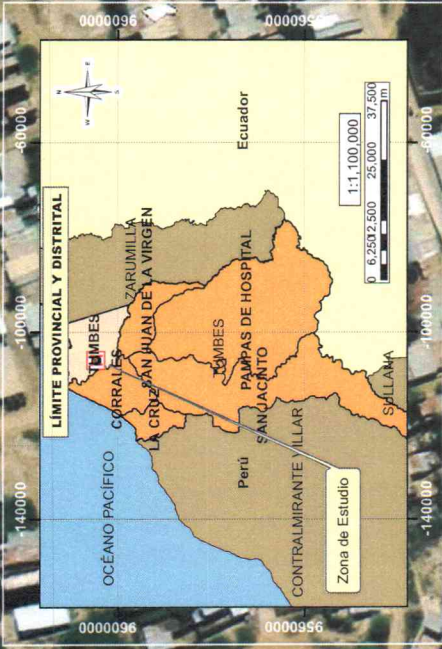 LÍMITE PROVINCIAL Y DISTRITAL
-140000
-100000
-60000
9600000
9600000
N
W
E
S
OCÉANO PACÍFICO
TUMBES
CORRALES
ZARUMILLA
LA CRUZ
SAN JUAN DE LA VIRGEN
TUMBES
Ecuador
Perú
PAMPAS DE HOSPITAL
SAN JACINTO
CONTRALMIRANTE VILLAR
Zona de Estudio
SULLANA
1:1,100,000
0 6,250 12,500 25,000 37,500
m
9560000
9560000
-140000
-100000
-60000